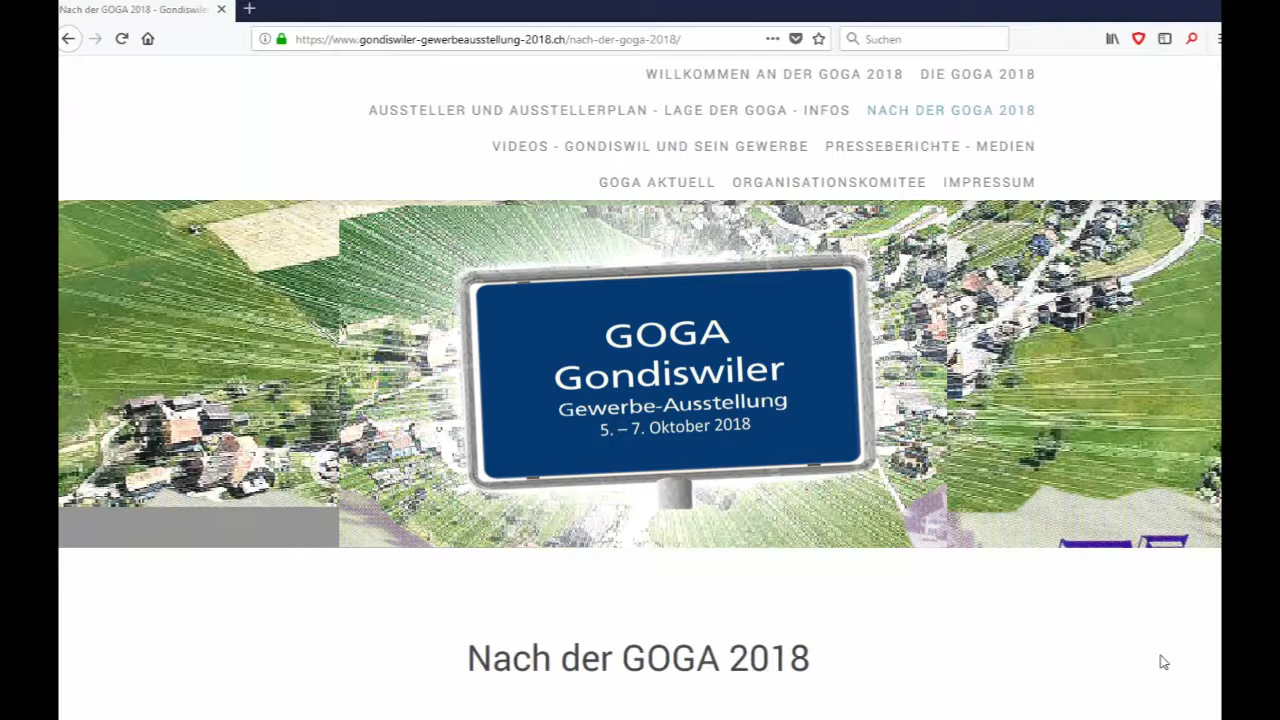 Nach der GOGA 2018 - Gondiswile
https://www.gondiswiler-gewerbeausstellung-2018.ch/nach-der-goga-2018/
Suchen
WILLKOMMEN AN DER GOGA 2018 DIE GOGA 2018
AUSSTELLER UND AUSSTELLERPLAN - LAGE DER GOGA - INFOS NACH DER GOGA 2018
VIDEOS - GONDISWIL UND SEIN GEWERBE PRESSEBERICHTE - MEDIEN
GOGA AKTUELL ORGANISATIONSKOMITEE IMPRESSUM
GOGA
Gondiswiler
Gewerbe-Ausstellung
5. – 7. Oktober 2018
Nach der GOGA 2018